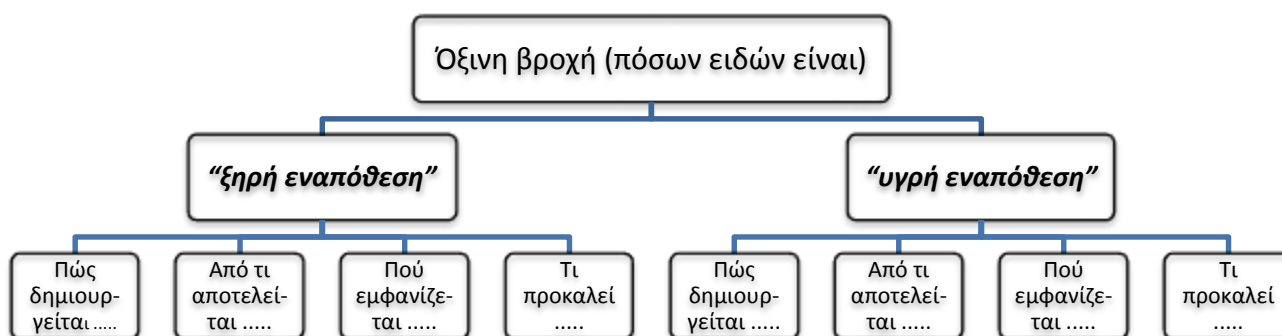 Όξινη βροχή (πόσων ειδών είναι)
“ξηρή εναπόθεση”
“υγρή εναπόθεση”
Πώς
δημιουρ-
γείται .....
Από τι
αποτελεί-
ται .....
Πού
εμφανίζε-
ται .....
Τι
προκαλεί
.....
Πώς
δημιουρ-
γείται .....
Από τι
αποτελεί-
ται .....
Πού
εμφανίζε-
ται .....
Τι
προκαλεί
.....